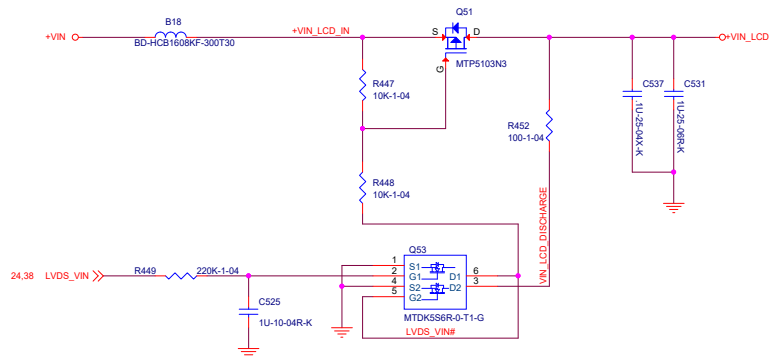 B18
Q51
+VIN
+VIN_LCD_IN
S
D
+VIN_LCD
BD-HCB1608KF-300T30
G
MTP5103N3
R447
10K-1-04
C537
.1U-25-04X-K
C531
1U-25-06R-K
R452
100-1-04
R448
10K-1-04
VIN_LCD_DISCHARGE
Q53
24,38
LVDS_VIN
R449
220K-1-04
1
S1
2
G1
D1
6
4
S2
D2
3
5
G2
C525
1U-10-04R-K
MTDK5S6R-0-T1-G
LVDS_VIN#